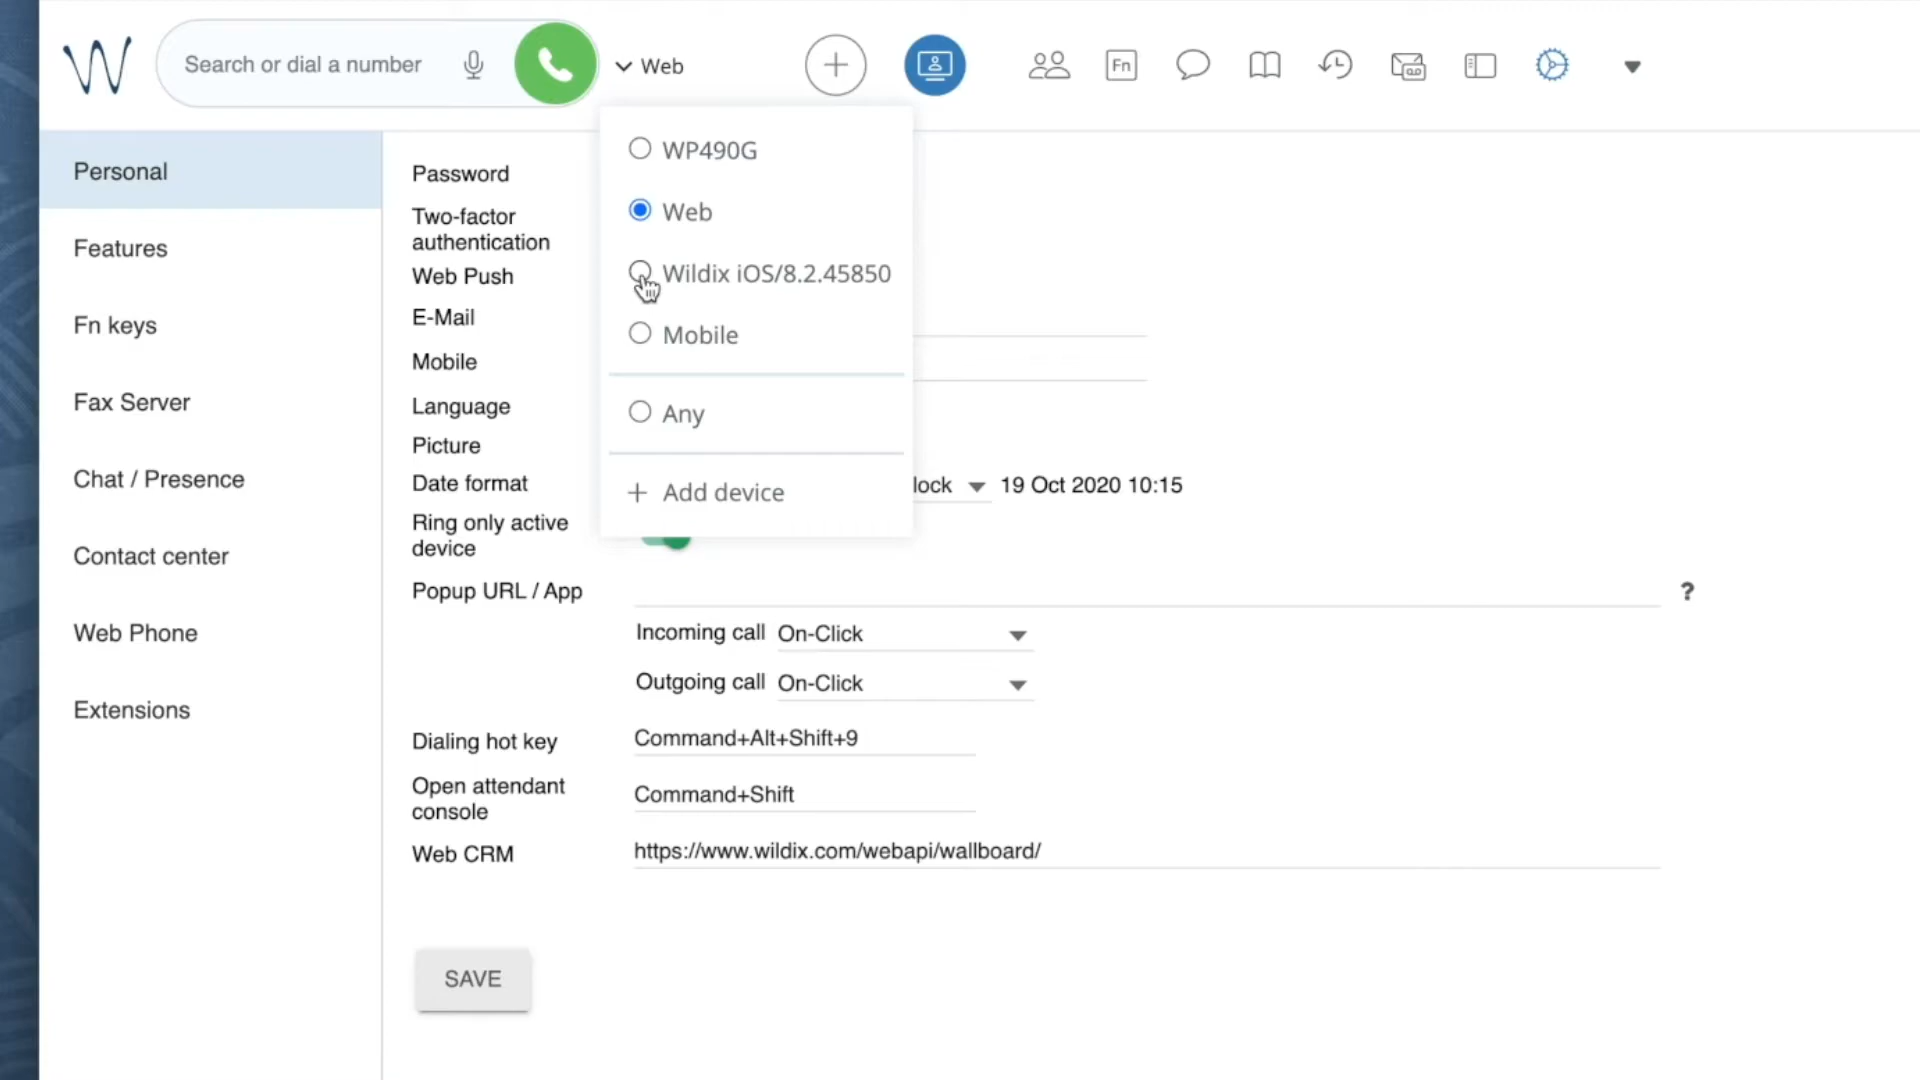 W
Search or dial a number
Web
Fn
WP490G
Web
Wildix iOS/8.2.45850
Mobile
Any
+ Add device
Personal
Features
Fn keys
Fax Server
Chat / Presence
Contact center
Web Phone
Extensions
Password
Two-factor
authentication
Web Push
E-Mail
Mobile
Language
Picture
Date format
lock
19 Oct 2020 10:15
Ring only active
device
Popup URL / App
?
Incoming call On-Click
Outgoing call On-Click
Dialing hot key
Command+Alt+Shift+9
Open attendant
console
Command+Shift
Web CRM
https://www.wildix.com/webapi/wallboard/
SAVE